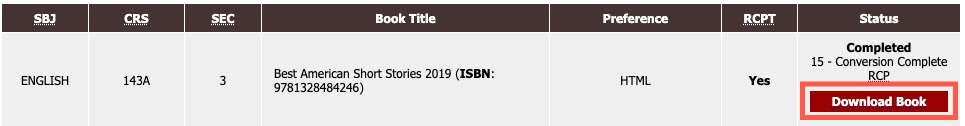 SBJ CRS SEC Book Title Preference RCPT Status
ENGLISH 143A 3 Best American Short Stories 2019 (ISBN:
9781328484246) HTML Yes Completed
15 - Conversion Complete
RCP
Download Book